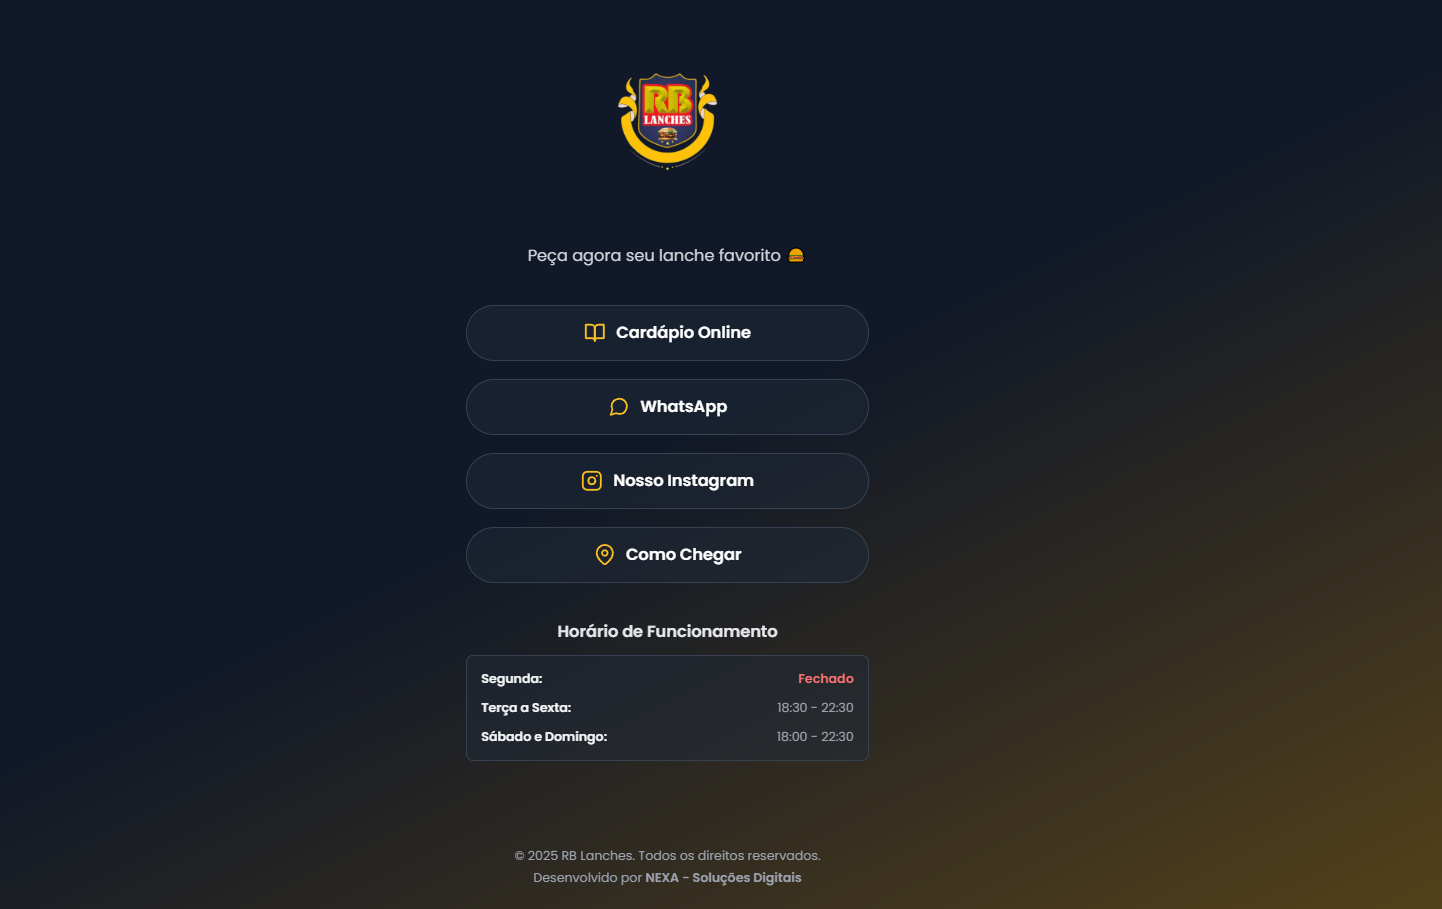 RB
LANCHES
Peça agora seu lanche favorito 🍔
Cardápio Online
WhatsApp
Nosso Instagram
Como Chegar
Horário de Funcionamento
Segunda: Fechado
Terça a Sexta: 18:30 - 22:30
Sábado e Domingo: 18:00 - 22:30
© 2025 RB Lanches. Todos os direitos reservados.
Desenvolvido por NEXA - Soluções Digitais